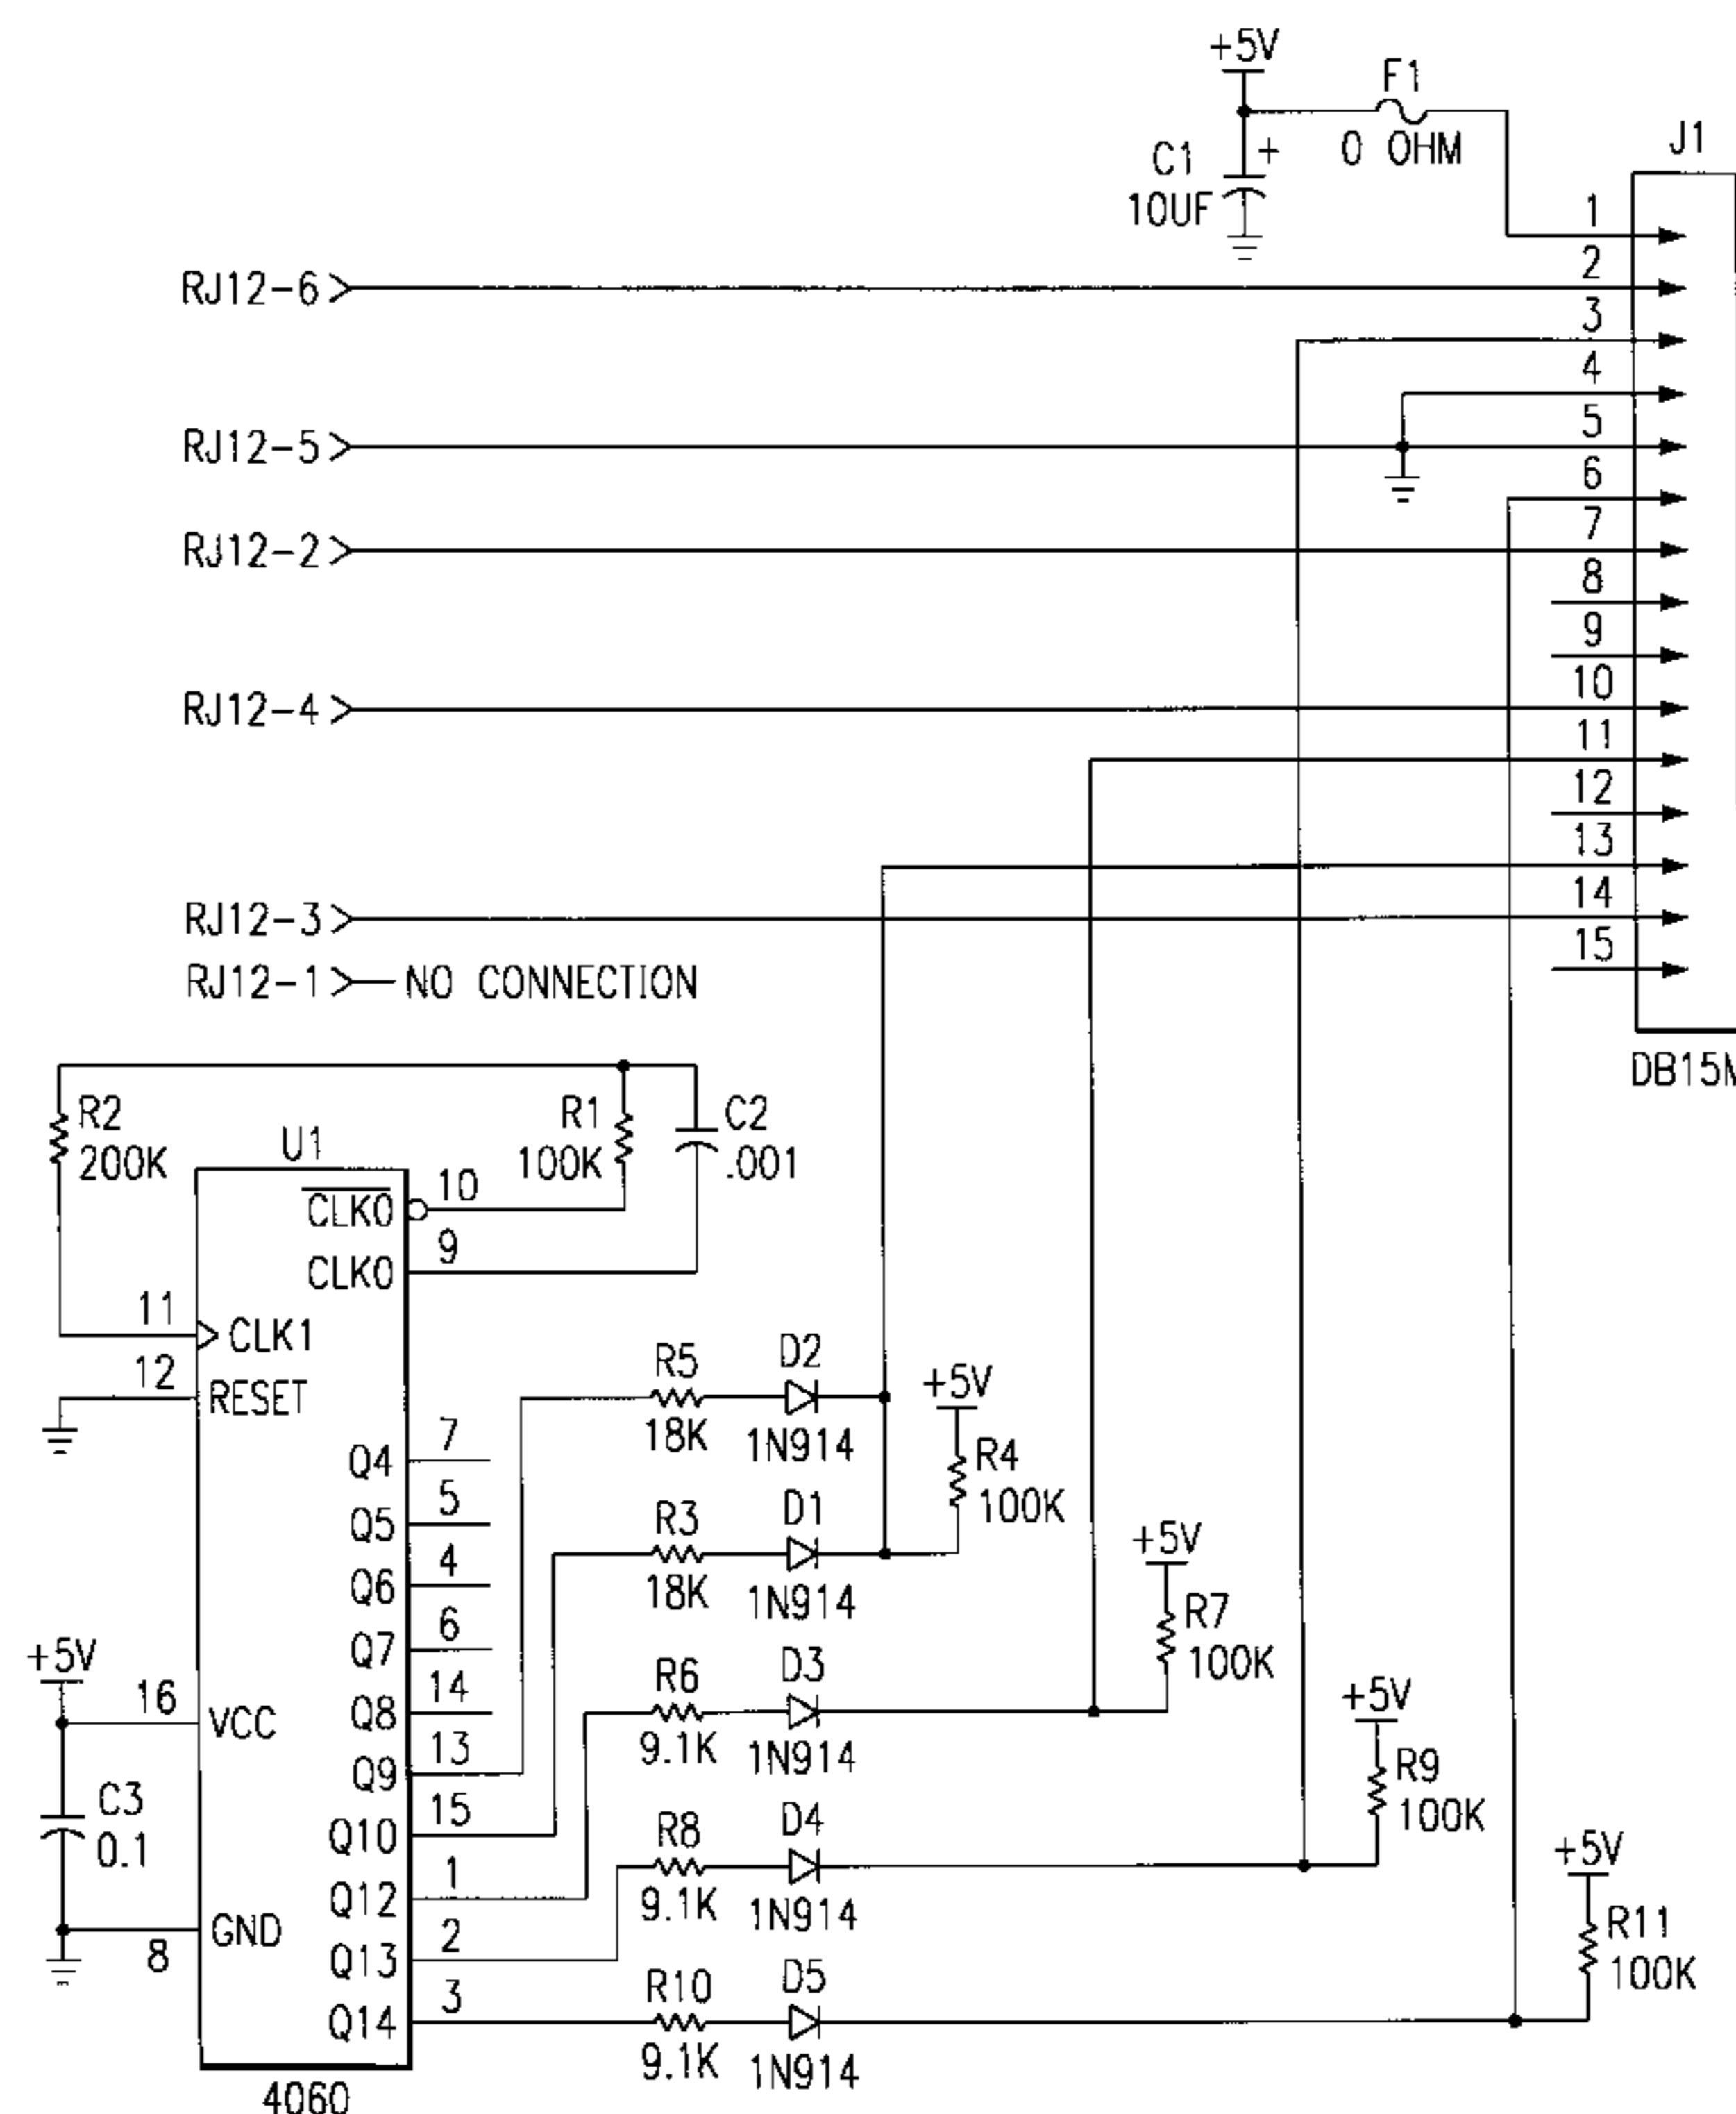 +5V
F1
0 OHM
C1
+
10UF
J1
1
2
RJ12-6
3
4
5
RJ12-5
6
7
RJ12-2
8
9
10
RJ12-4
11
12
13
14
RJ12-3
15
RJ12-1 NO CONNECTION
DB15M
R2
200K
R1
100K
C2
.001
U1
CLK0 10
CLK0 9
11 CLK1
12 RESET
R5
18K
D2
1N914
+5V
R4
100K
Q4 7
Q5 5
Q6 4
Q7 6
Q8 14
Q9 13
Q10 15
Q12 1
Q13 2
Q14 3
R3
18K
D1
1N914
+5V
R7
100K
R6
9.1K
D3
1N914
+5V
R9
100K
+5V
16 VCC
C3
0.1
8 GND
R8
9.1K
D4
1N914
+5V
R11
100K
R10
9.1K
D5
1N914
4060